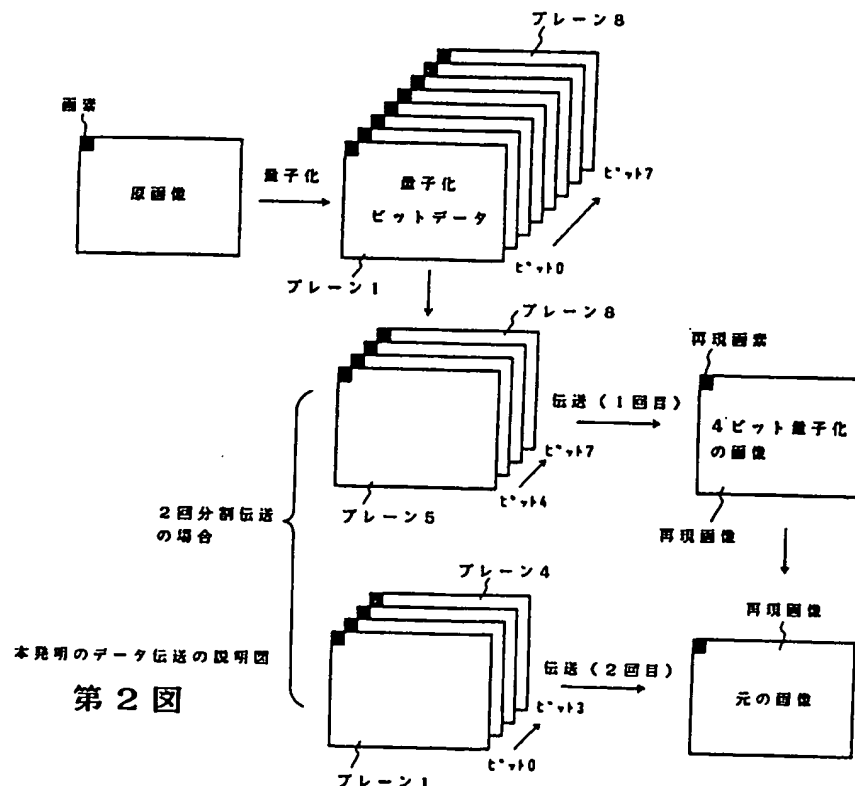 プレーン8
画素
原画像
量子化
量子化
ビットデータ
ビット7
ビット0
プレーン1
プレーン8
再現画素
伝送(1回目)
4ビット量子化
の画像
ビット7
ビット4
プレーン5
2回分割伝送
の場合
再現画像
プレーン4
再現画像
本発明のデータ伝送の説明図
伝送(2回目)
元の画像
第2図
ビット3
ビット0
プレーン1